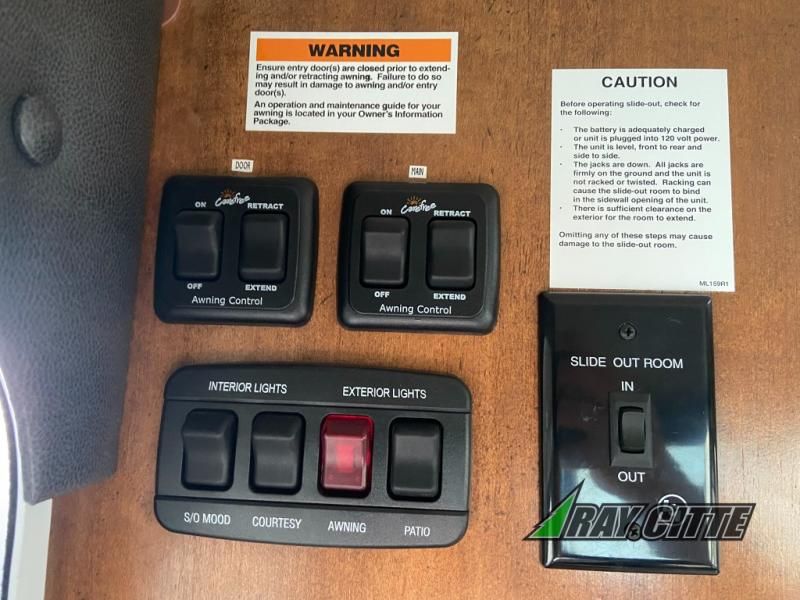 WARNING
Ensure entry door(s) are closed prior to extend-
ing and/or retracting awning. Failure to do so
may result in damage to awning and/or entry
door(s).
An operation and maintenance guide for your
awning is located in your Owner's Information
Package.
CAUTION
Before operating slide-out, check for
the following:
· The battery is adequately charged
or unit is plugged into 120 volt power.
· The unit is level, front to rear and
side to side.
· The jacks are down. All jacks are
firmly on the ground and the unit is
not racked or twisted. Racking can
cause the slide-out room to bind
in the sidewall opening of the unit.
· There is sufficient clearance on the
exterior for the room to extend.
Omitting any of these steps may cause
damage to the slide-out room.
ML159R1
DOOR
Carefree
ON RETRACT
OFF EXTEND
Awning Control
MAIN
Carefree
ON RETRACT
OFF EXTEND
Awning Control
INTERIOR LIGHTS EXTERIOR LIGHTS
S/O MOOD COURTESY AWNING PATIO
SLIDE OUT ROOM
IN
OUT
RAY CITTE